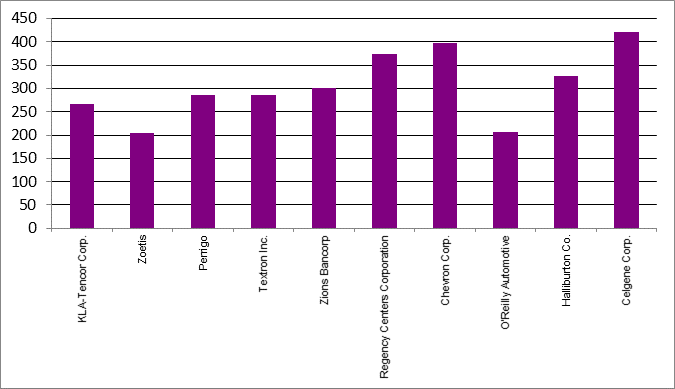 450
400
350
300
250
200
150
100
50
0
KLA-Tencor Corp.
Zoetis
Perrigo
Textron Inc.
Zions Bancorp
Regency Centers Corporation
Chevron Corp.
O'Reilly Automotive
Halliburton Co.
Celgene Corp.